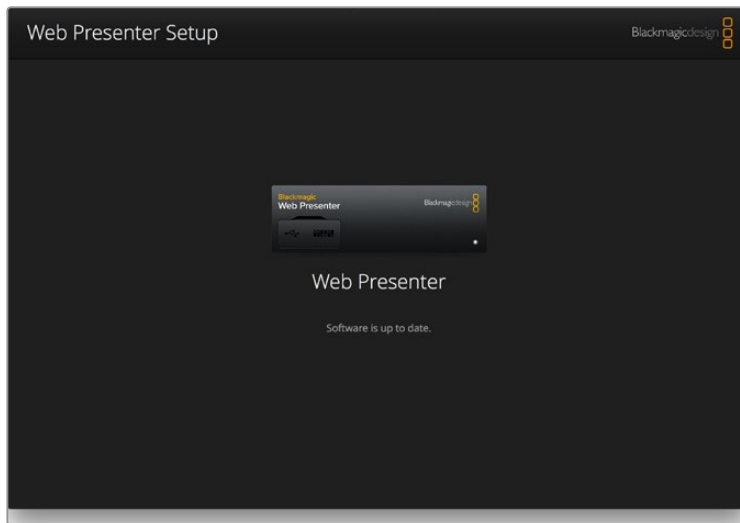 Web Presenter Setup
Blackmagicdesign
Blackmagic
Web Presenter
Blackmagicdesign
Web Presenter
Software is up to date.